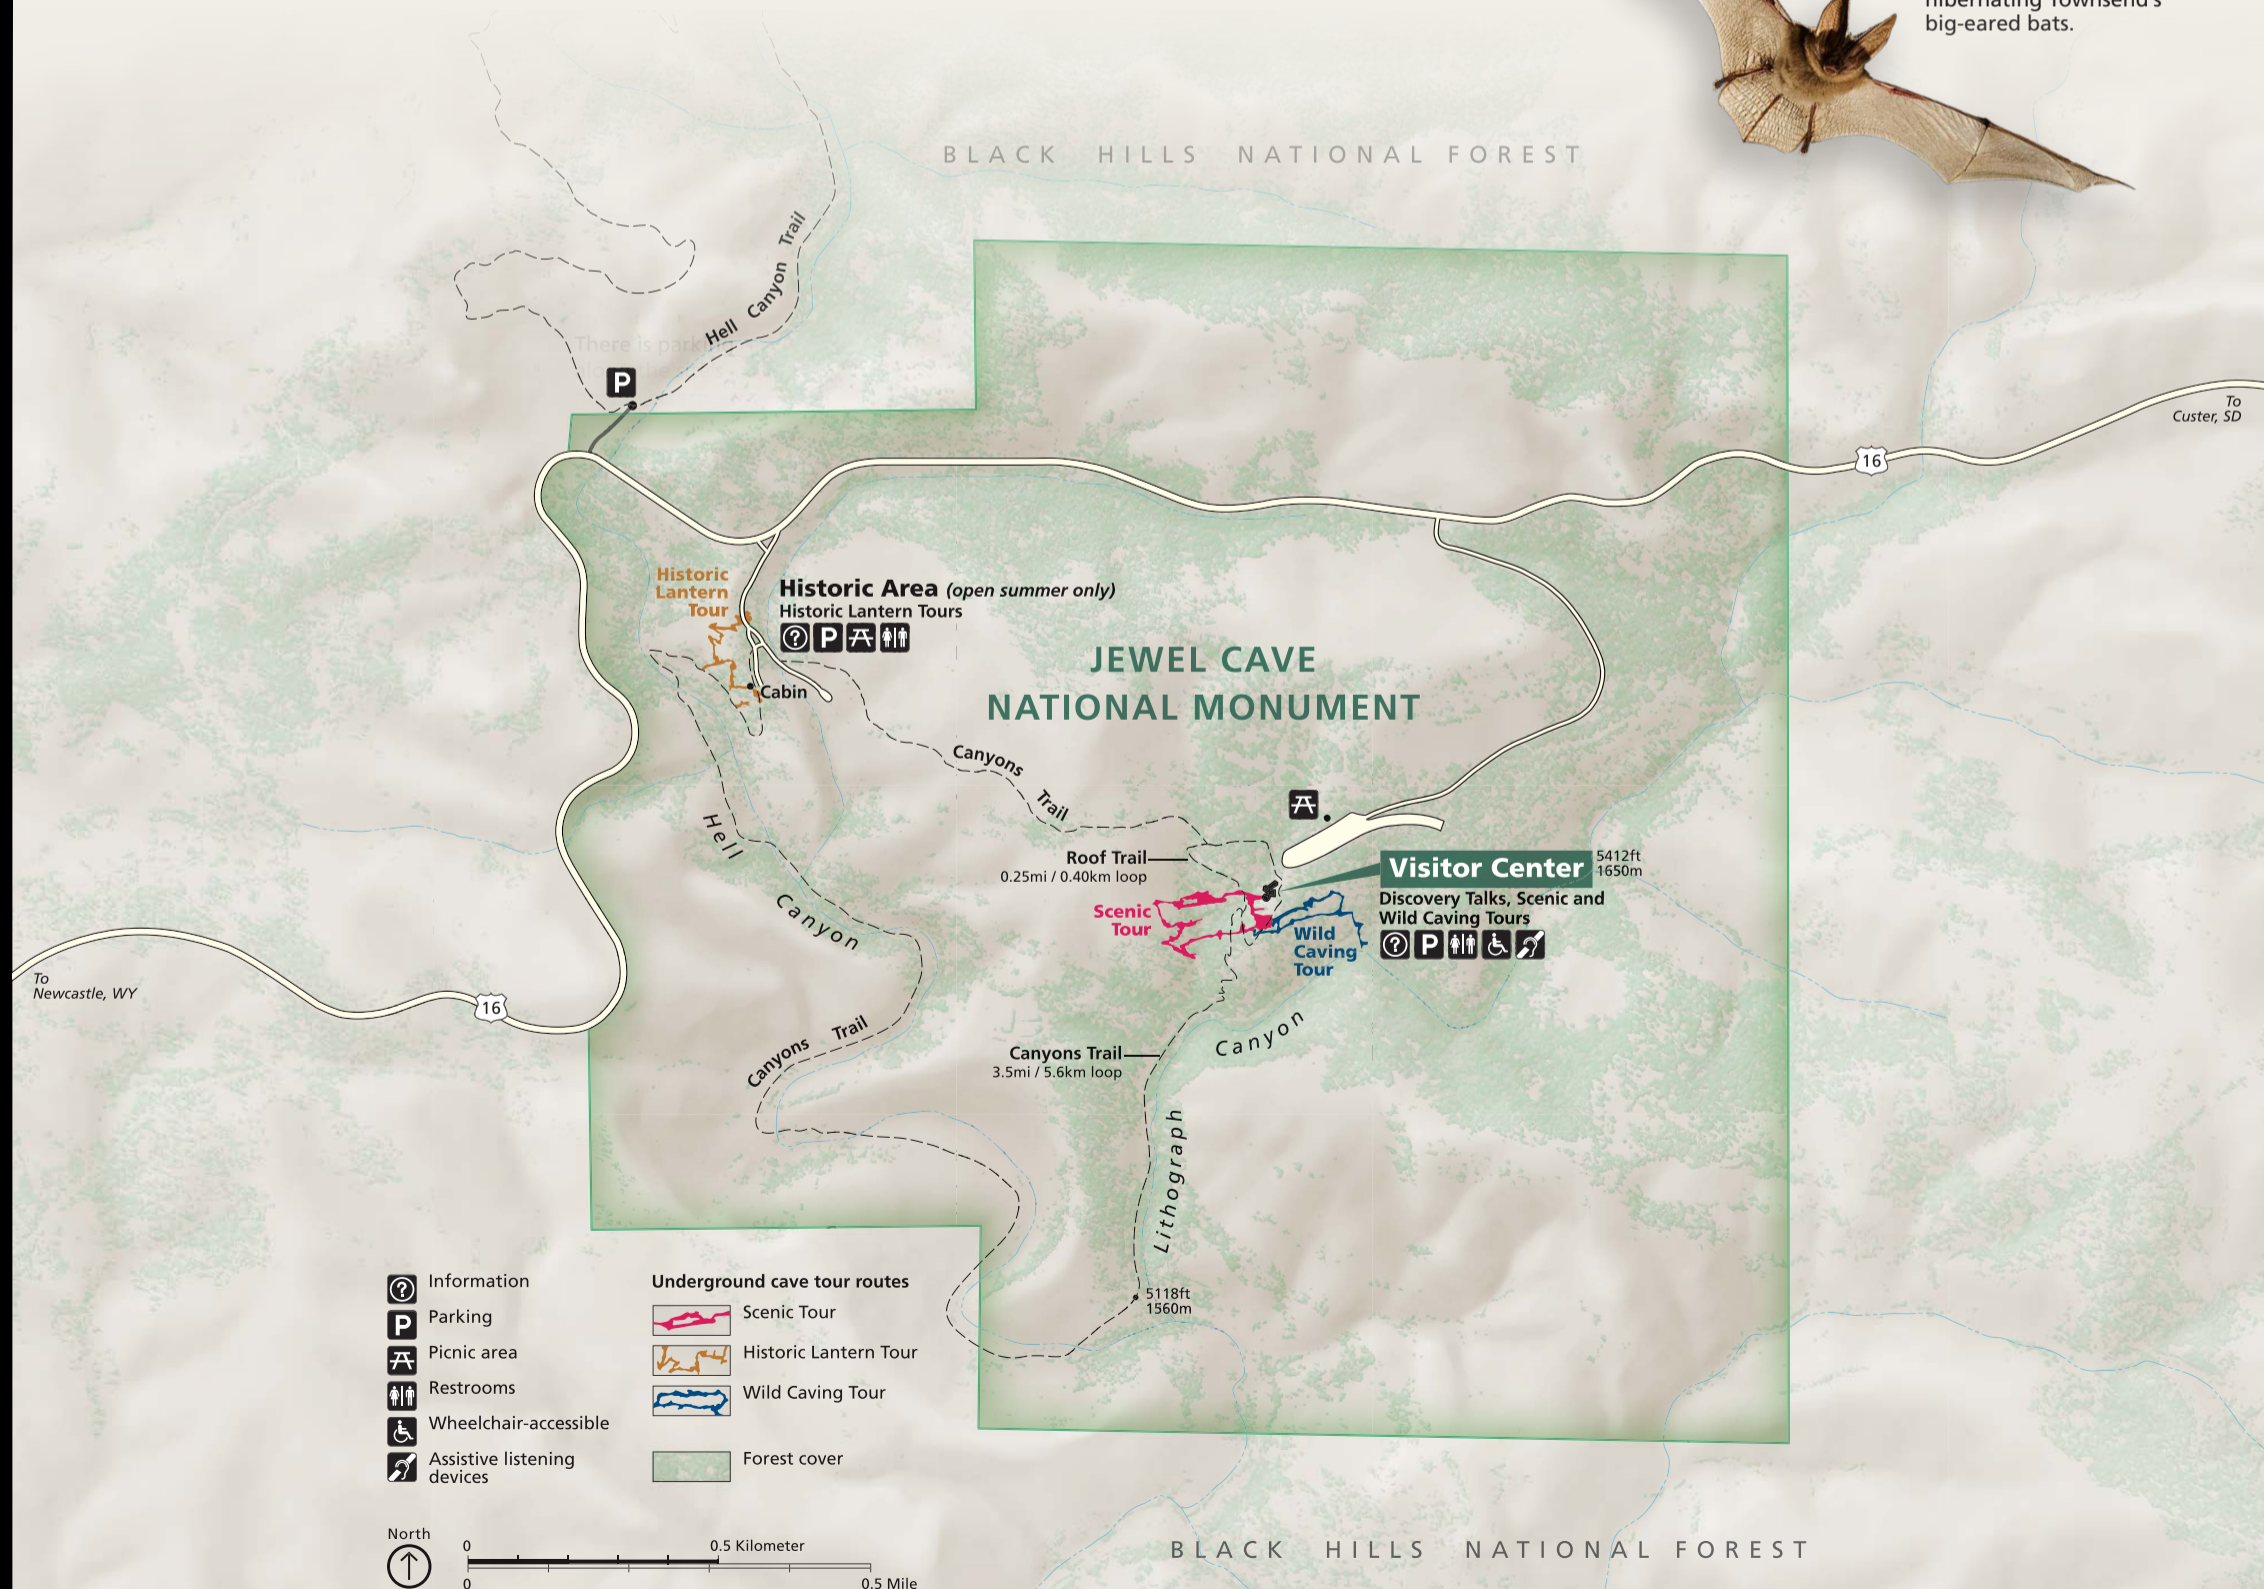 hibernating Townsend's
big-eared bats.
BLACK HILLS NATIONAL FOREST
Hell Canyon Trail
There is parking
P
To
Custer, SD
16
Historic
Lantern
Tour
Historic Area (open summer only)
Historic Lantern Tours
? P
Cabin
JEWEL CAVE
NATIONAL MONUMENT
Canyons
Trail
Hell
Canyon
Roof Trail
0.25mi / 0.40km loop
Visitor Center
5412ft
1650m
Discovery Talks, Scenic and
Wild Caving Tours
? P
Scenic
Tour
Wild
Caving
Tour
To
Newcastle, WY
16
Canyons Trail
Canyons Trail
3.5mi / 5.6km loop
Lithograph
Canyon
5118ft
1560m
? Information
P Parking
Picnic area
Restrooms
Wheelchair-accessible
Assistive listening
devices
Underground cave tour routes
Scenic Tour
Historic Lantern Tour
Wild Caving Tour
Forest cover
North
0 0.5 Kilometer
0 0.5 Mile
BLACK HILLS NATIONAL FOREST